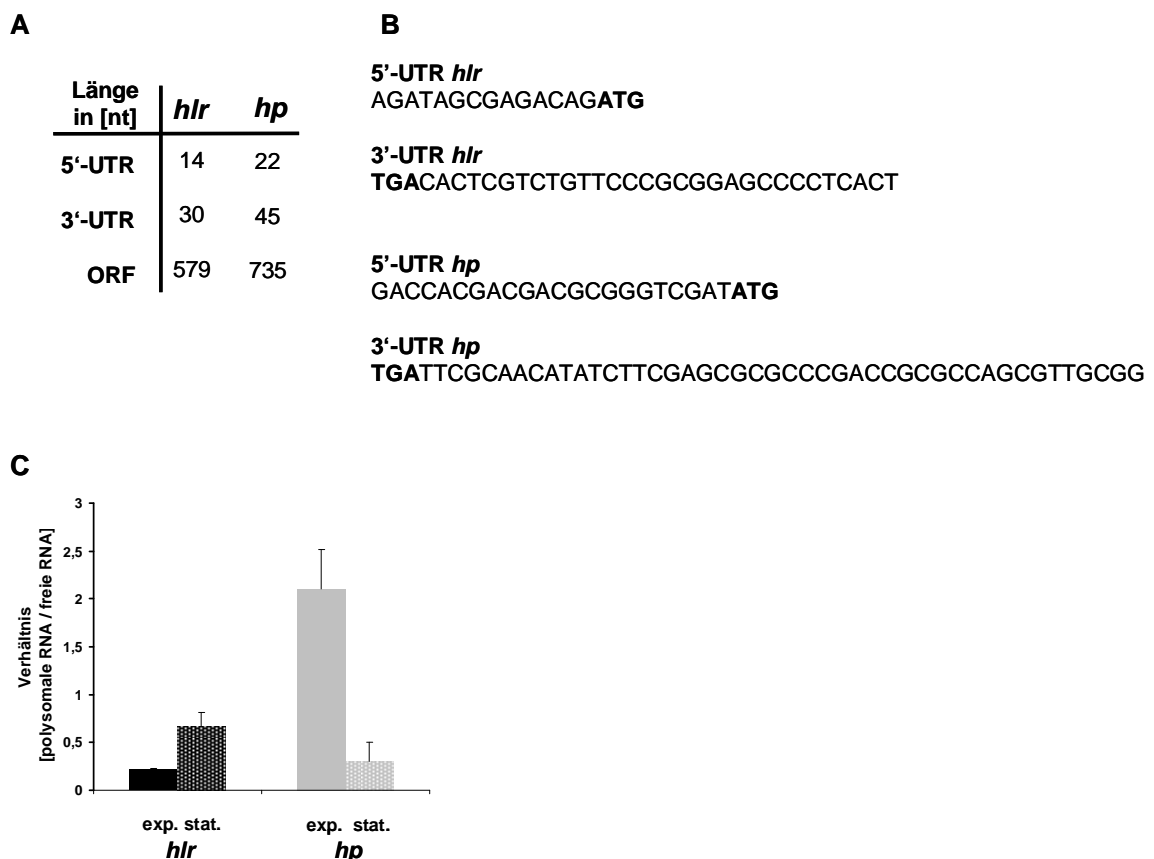 A
Länge in [nt] hlr hp
5‘-UTR 14 22
3‘-UTR 30 45
ORF 579 735
B
5’-UTR hlr
AGATAGCGAGACAGATG
3’-UTR hlr
TGACACTCGTCTGTTCCCGCGGAGCCCCTCACT
5’-UTR hp
GACCACGACGACGCGGGTCGATATG
3‘-UTR hp
TGATTCGCAACATATCTTCGAGCGCGCCCGACCGCGCCAGCGTTGCGG
C
Verhältnis
[polysomale RNA / freie RNA]
3
2,5
2
1,5
1
0,5
0
exp. stat. exp. stat.
hlr hp